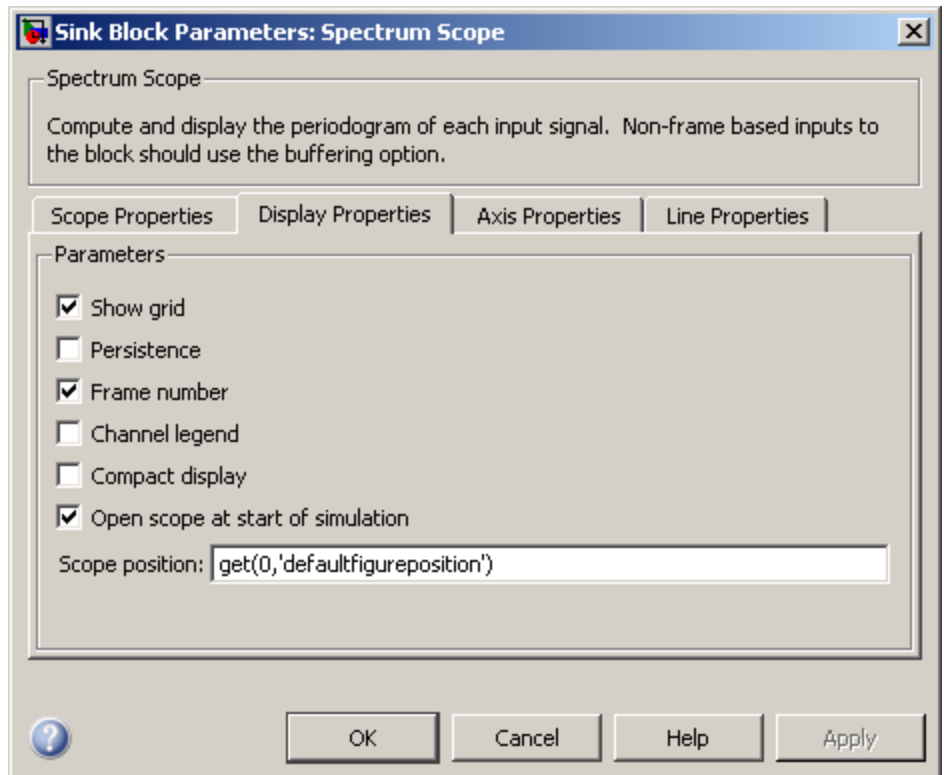 Sink Block Parameters: Spectrum Scope
Spectrum Scope
Compute and display the periodogram of each input signal.  Non-frame based inputs to
the block should use the buffering option.
Scope Properties
Display Properties
Axis Properties
Line Properties
Parameters
Show grid
Persistence
Frame number
Channel legend
Compact display
Open scope at start of simulation
Scope position: get(0,'defaultfigureposition')
?
OK
Cancel
Help
Apply